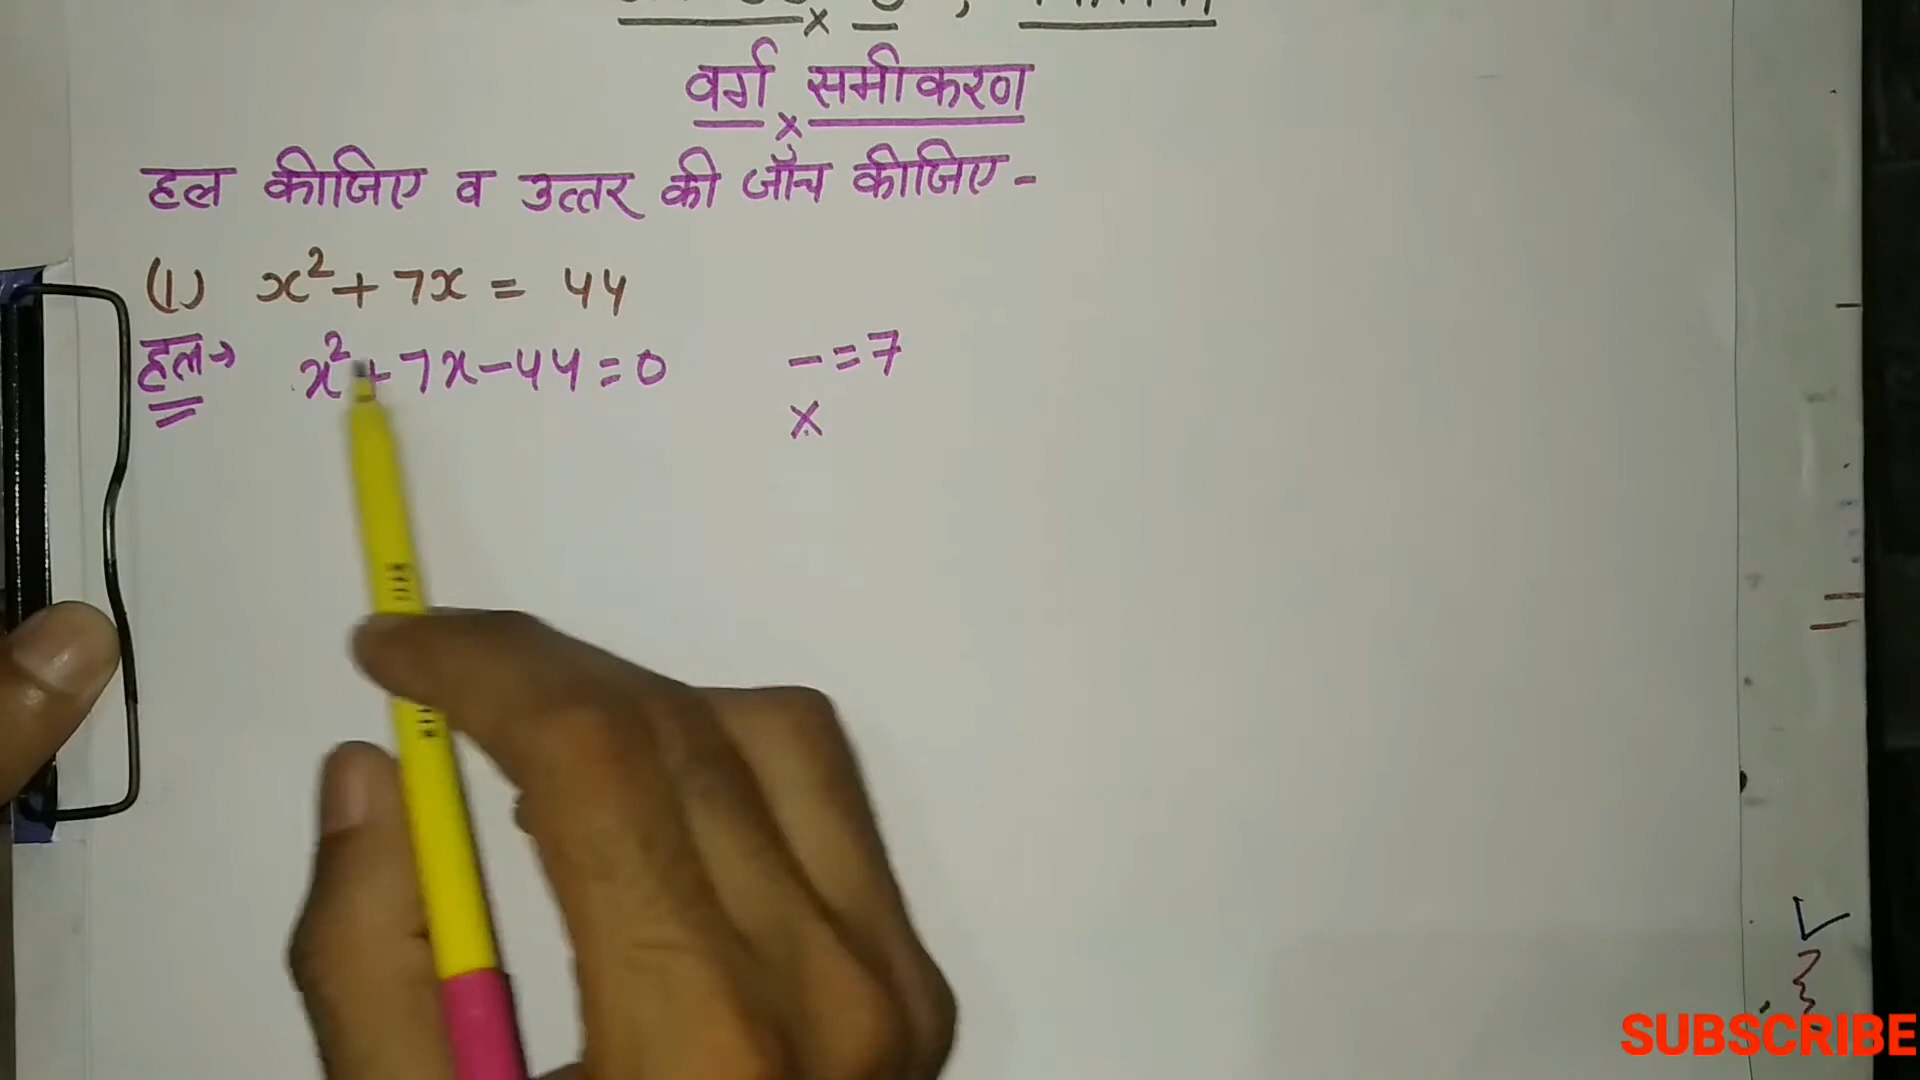 वर्ग समीकरण
हल कीजिए व उत्तर की जाँच कीजिए -
(1) x² + 7x = 44
हल→ x² + 7x - 44 = 0 - = 7
x
SUBSCRIBE